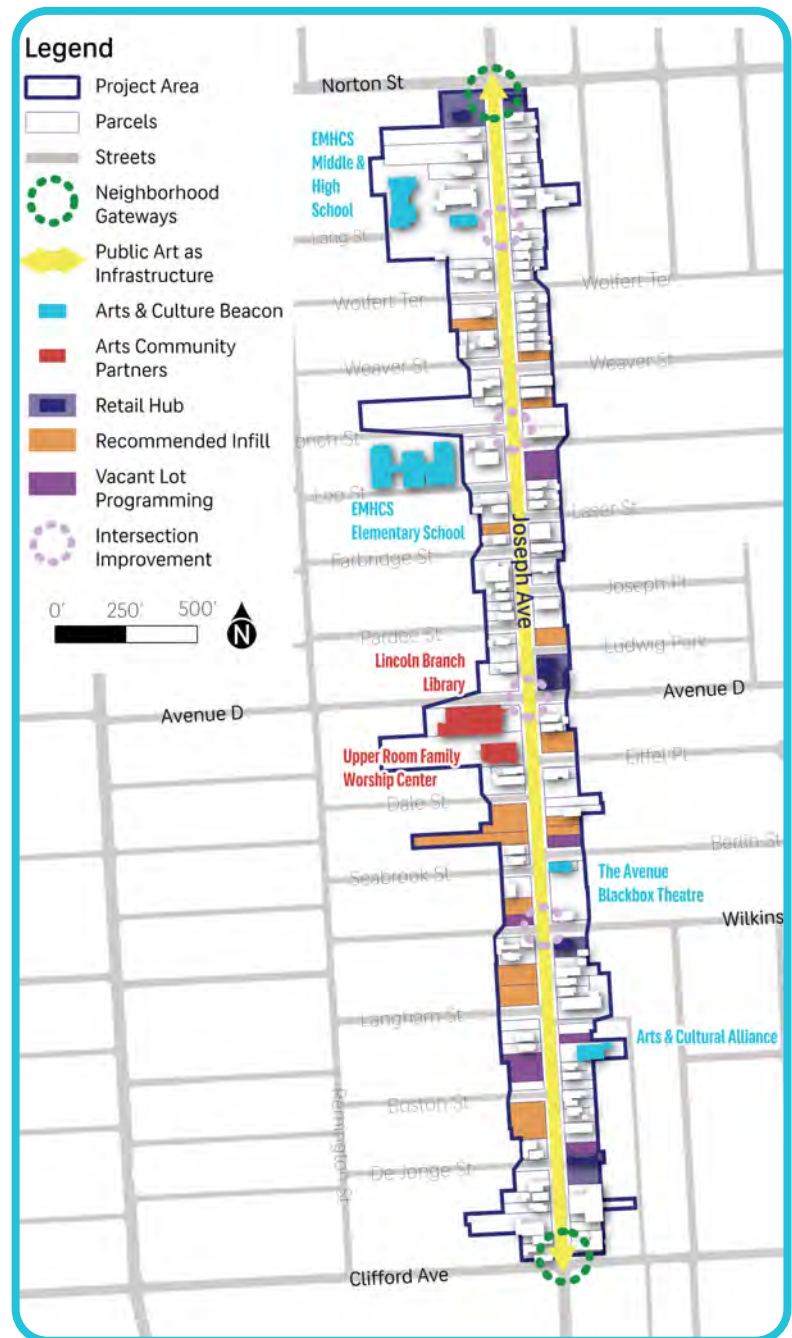 Legend
Project Area
Parcels
Streets
Neighborhood
Gateways
Public Art as
Infrastructure
Arts & Culture Beacon
Arts Community
Partners
Retail Hub
Recommended Infill
Vacant Lot
Programming
Intersection
Improvement
0' 250' 500'
N
Norton St
EMHCS
Middle &
High
School
Lang St
Wolfert Ter
Wolfert Ter
Weaver St
Weaver St
EMHCS
Elementary School
Laser St
Joseph Ave
Farbridge St
Joseph Pl
Pardee St
Ludwig Park
Lincoln Branch
Library
Avenue D
Avenue D
Upper Room Family
Worship Center
Eiffel Pl
Dale St
Berlin St
Seabrook St
The Avenue
Blackbox Theatre
Wilkins
Langham St
Arts & Cultural Alliance
Remington St
De Jonge St
Clifford Ave